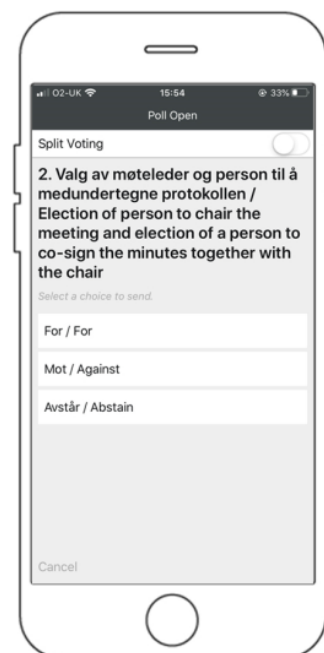 O2-UK 15:54 33%
Poll Open
Split Voting
2. Valg av møteleder og person til å
medundertegne protokollen /
Election of person to chair the
meeting and election of a person to
co-sign the minutes together with
the chair
Select a choice to send.
For / For
Mot / Against
Avstår / Abstain
Cancel